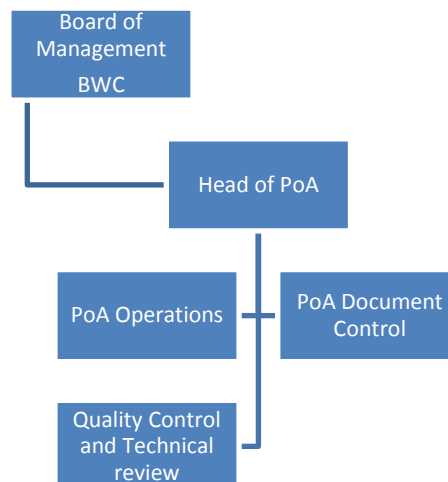 Board of
Management
BWC
Head of PoA
PoA Operations
PoA Document
Control
Quality Control
and Technical
review